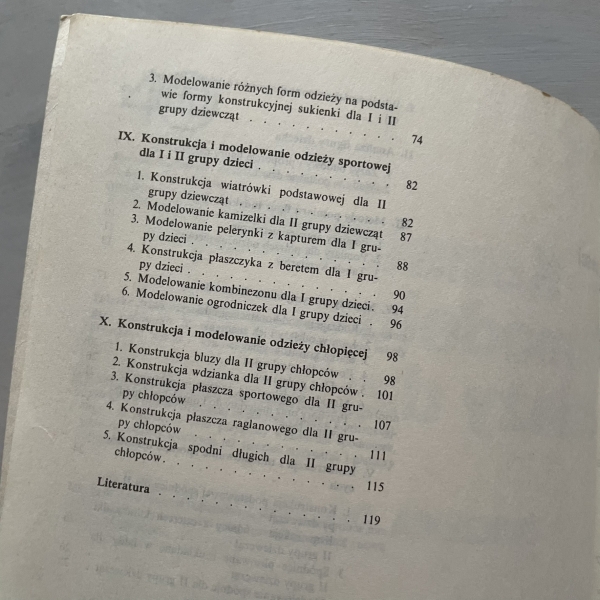 3. Modelowanie różnych form odzieży na podsta-
wie formy konstrukcyjnej sukienki dla I i II
grupy dziewcząt . . . . . . . . . . . 74
IX. Konstrukcja i modelowanie odzieży sportowej
dla I i II grupy dzieci . . . . . . . . . 82
1. Konstrukcja wiatrówki podstawowej dla II
grupy dziewcząt . . . . . . . . . . . 82
2. Modelowanie kamizelki dla II grupy dziewcząt 87
3. Modelowanie pelerynki z kapturem dla I gru-
py dzieci . . . . . . . . . . . . . 88
4. Konstrukcja płaszczyka z beretem dla I gru-
py dzieci . . . . . . . . . . . . . 90
5. Modelowanie kombinezonu dla I grupy dzieci . 94
6. Modelowanie ogrodniczek dla I grupy dzieci . 96
X. Konstrukcja i modelowanie odzieży chłopięcej 98
1. Konstrukcja bluzy dla II grupy chłopców . . 98
2. Konstrukcja wdzianka dla II grupy chłopców . 101
3. Konstrukcja płaszcza sportowego dla II gru-
py chłopców . . . . . . . . . . . . 107
4. Konstrukcja płaszcza raglanowego dla II gru-
py chłopców . . . . . . . . . . . . 111
5. Konstrukcja spodni długich dla II grupy
chłopców . . . . . . . . . . . . . 115
Literatura . . . . . . . . . . . . . 119